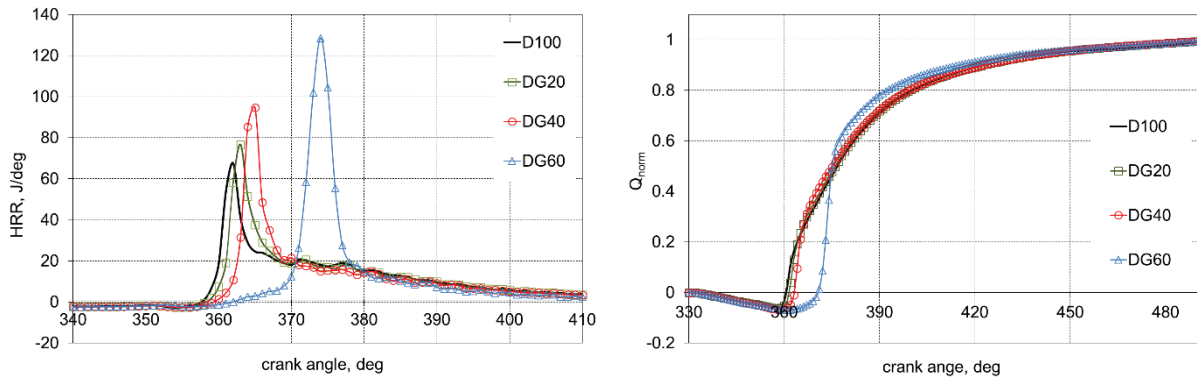 140
120
100
80
60
40
20
0
-20
HRR, J/deg
340
350
360
370
380
390
400
410
crank angle, deg
D100
DG20
DG40
DG60
1
0.8
0.6
0.4
0.2
0
-0.2
Qnorm
330
360
390
420
450
480
crank ange, deg
D100
DG20
DG40
DG60